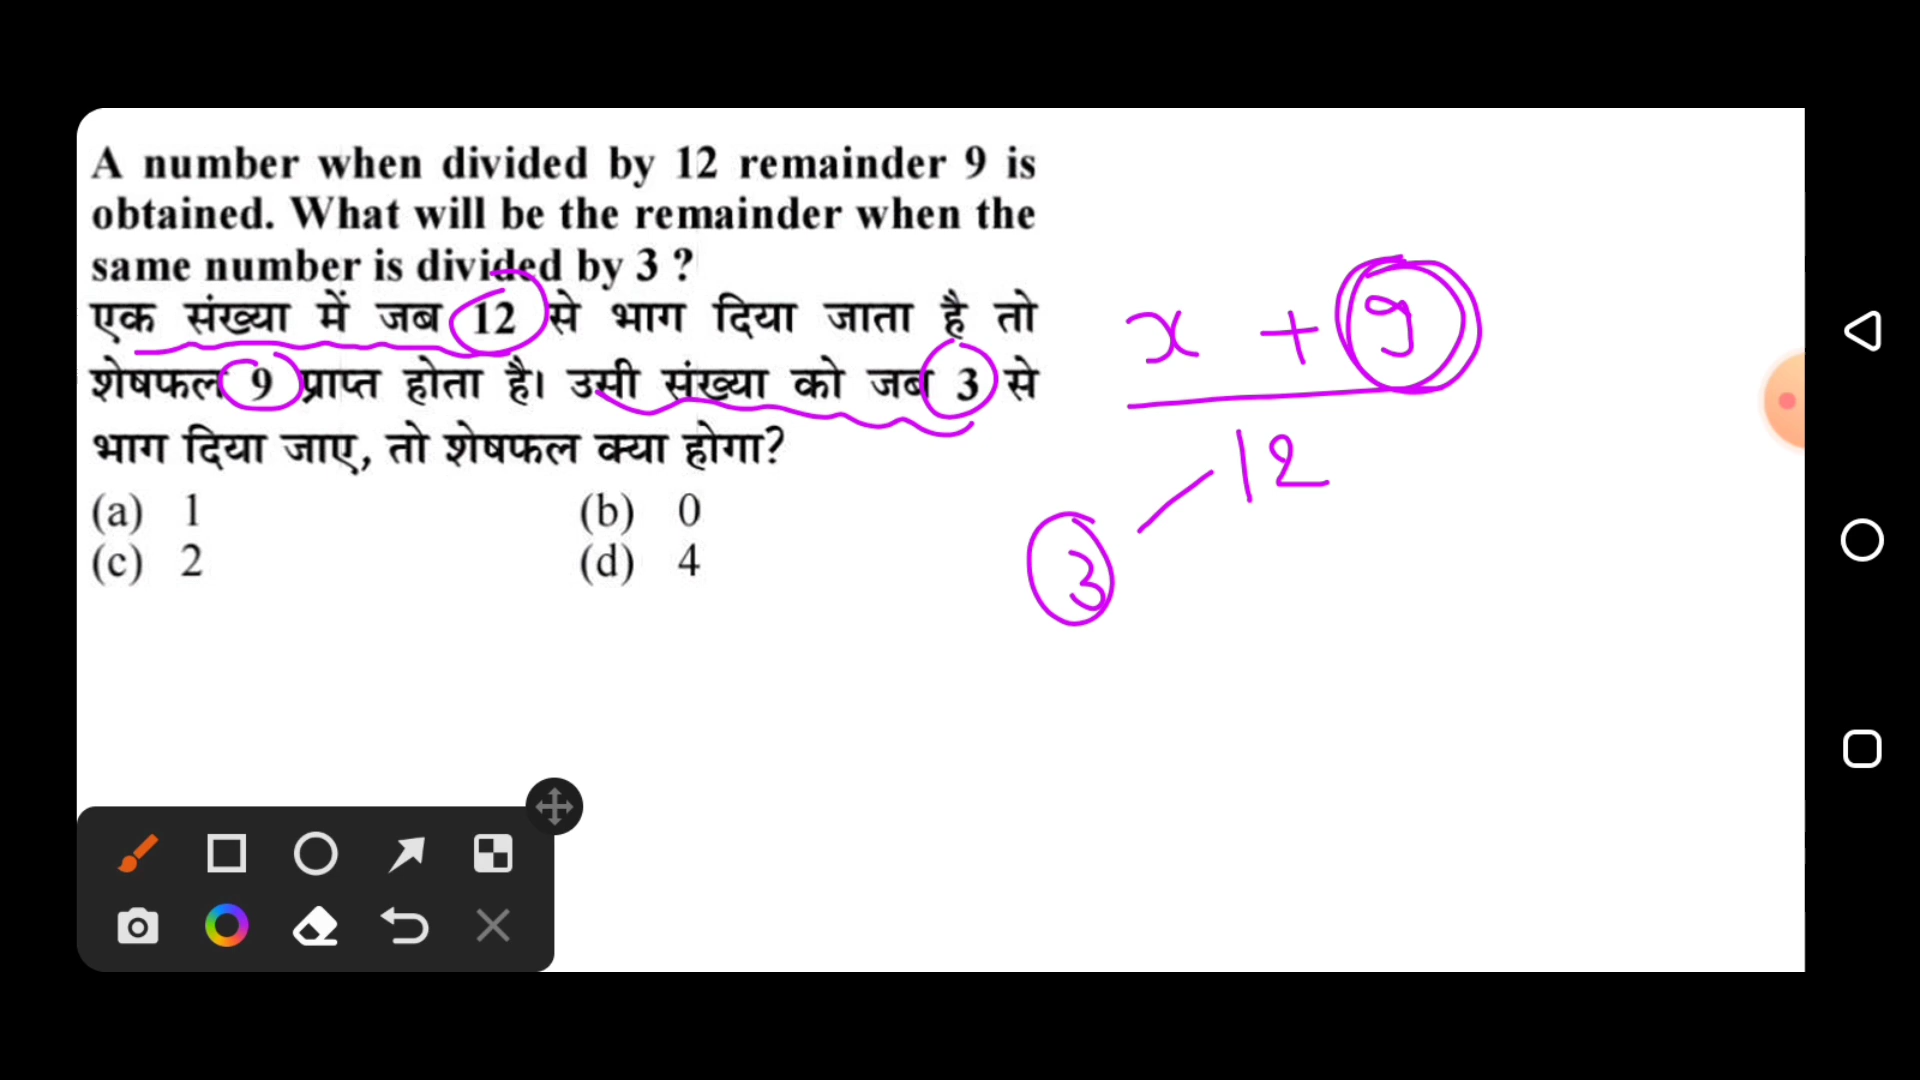 A number when divided by 12 remainder 9 is
obtained. What will be the remainder when the
same number is divided by 3 ?
एक संख्या में जब 12 से भाग दिया जाता है तो
शेषफल 9 प्राप्त होता है। उसी संख्या को जब 3 से
भाग दिया जाए, तो शेषफल क्या होगा?
(a) 1 (b) 0
(c) 2 (d) 4
x + 9
12
3